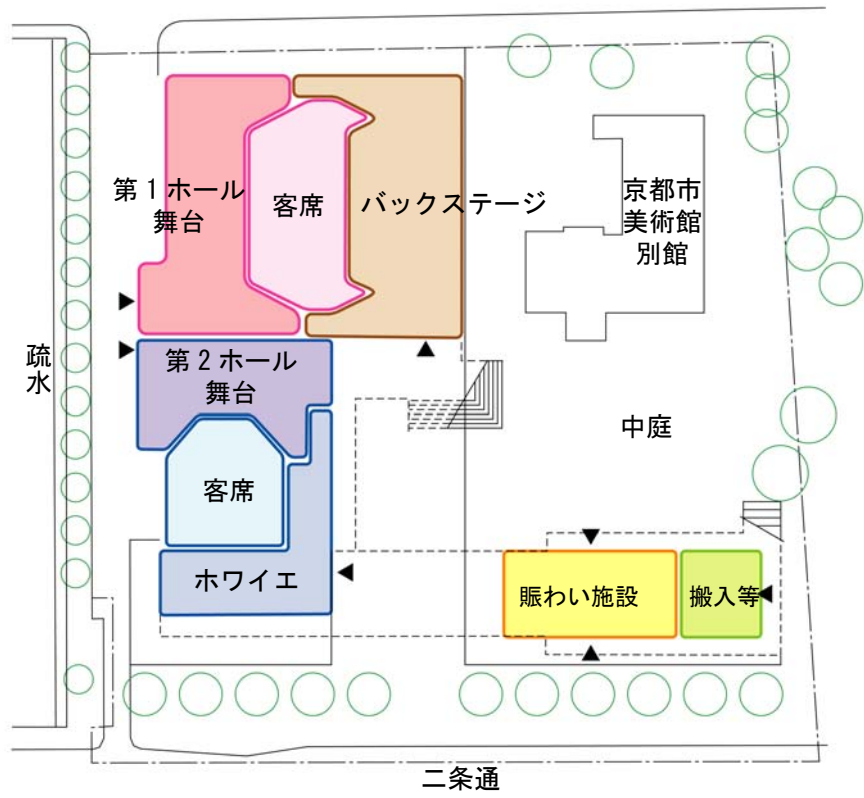 第1ホール
舞台
客席
バックステージ
京都市
美術館
別館
疏水
第2ホール
舞台
中庭
客席
ホワイエ
賑わい施設
搬入等
二条通